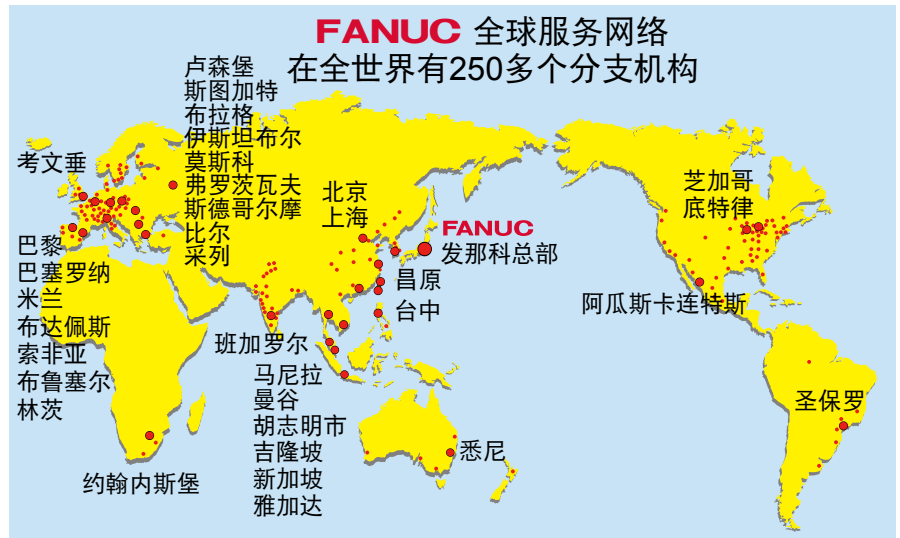 FANUC 全球服务网络
在全世界有250多个分支机构
卢森堡
斯图加特
布拉格
伊斯坦布尔
莫斯科
弗罗茨瓦夫
斯德哥尔摩
比尔
采列
考文垂
巴黎
巴塞罗纳
米兰
布达佩斯
索非亚
布鲁塞尔
林茨
约翰内斯堡
北京
上海
FANUC
发那科总部
昌原
台中
班加罗尔
马尼拉
曼谷
胡志明市
吉隆坡
新加坡
雅加达
悉尼
芝加哥
底特律
阿瓜斯卡连特斯
圣保罗